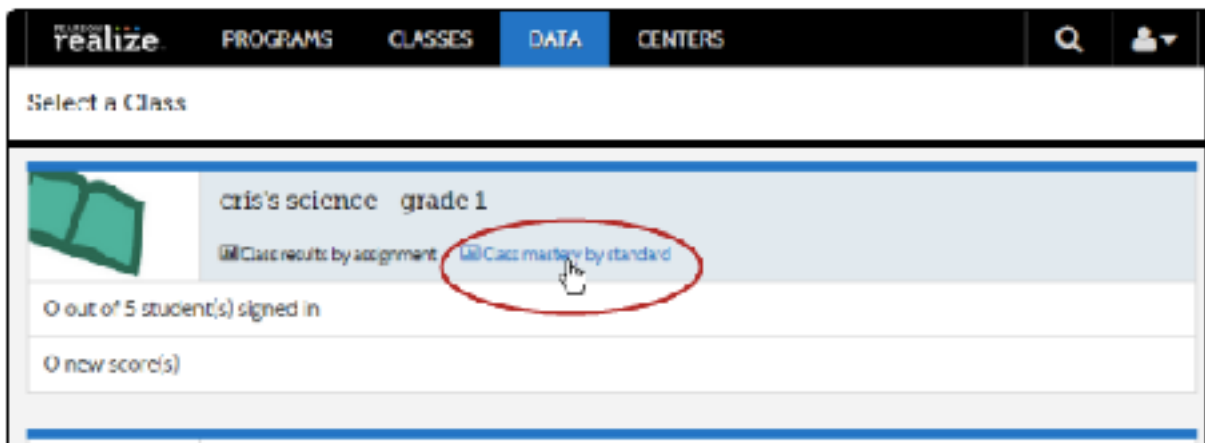 PEARSON
realize PROGRAMS CLASSES DATA CENTERS
Select a Class
cris's science grade 1
Class results by assignment Class mastery by standard
0 out of 5 student(s) signed in
0 new score(s)